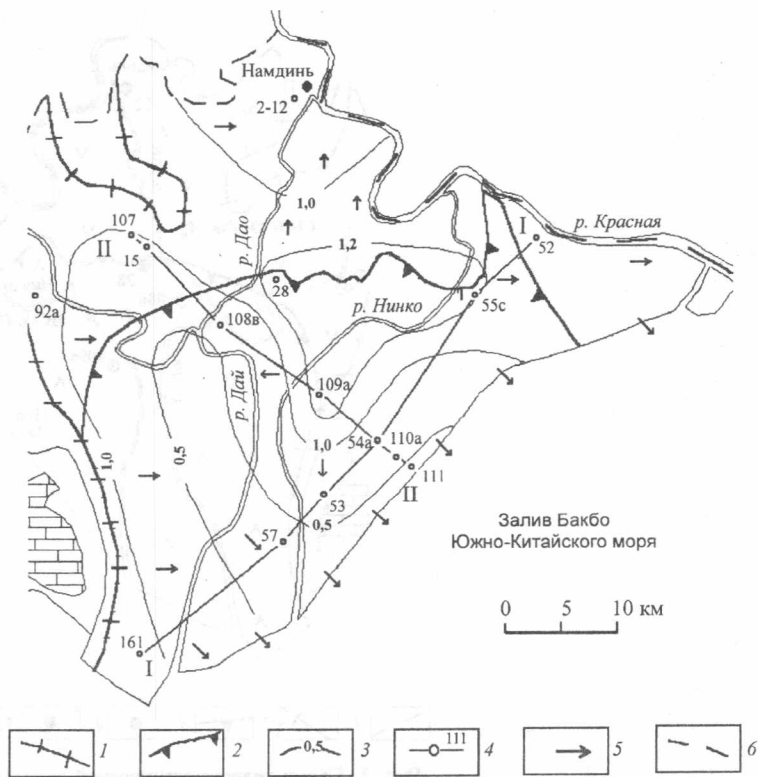 Намдинь
2-12
1,0
I
р. Красная
52
107
II
15
р. Дао
1,2
92а
28
р. Нинко
55с
108в
109а
р. Дай
1,0
54а
110а
111
II
1,0
0,5
53
0,5
57
Залив Бакбо
Южно-Китайского моря
0 5 10 км
161
I
1
2
0,5 3
111 4
5
6